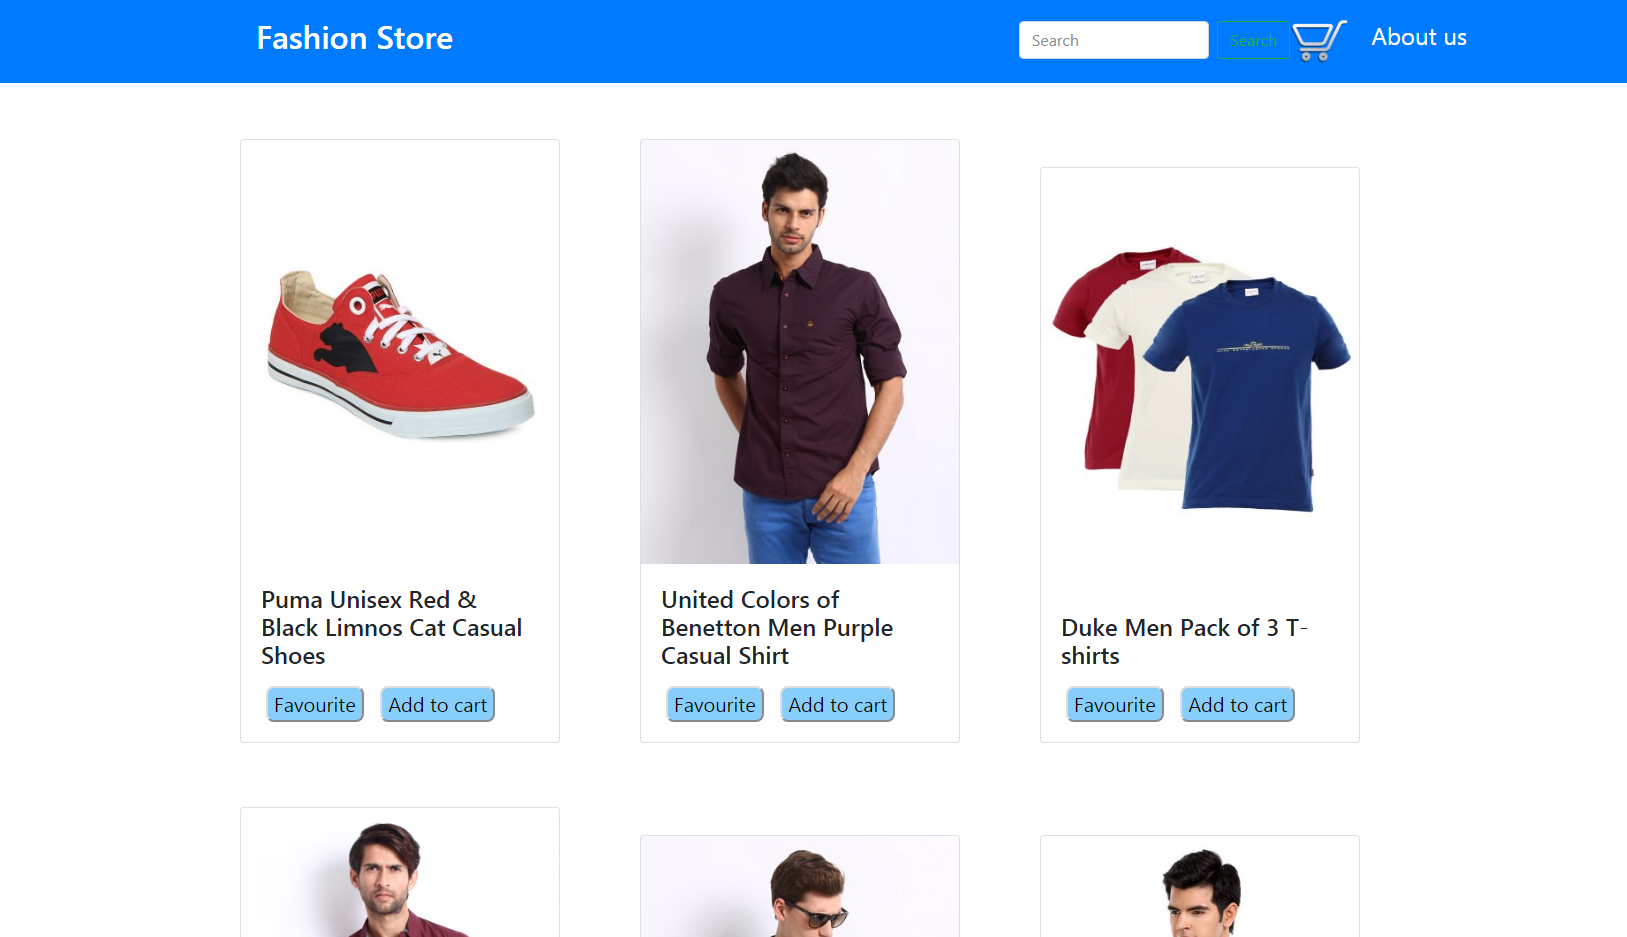 Fashion Store
Search
Search
About us
Puma Unisex Red &
Black Limnos Cat Casual
Shoes
Favourite
Add to cart
United Colors of
Benetton Men Purple
Casual Shirt
Favourite
Add to cart
Duke Men Pack of 3 T-
shirts
Favourite
Add to cart